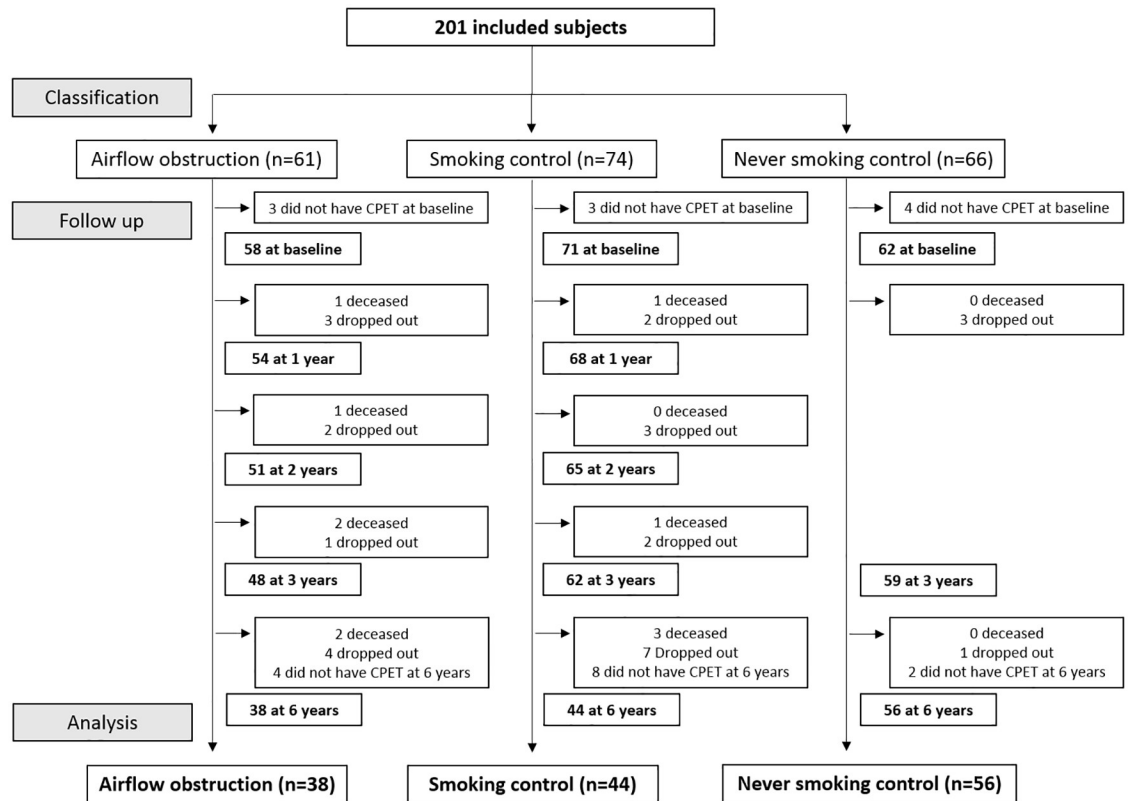 201 included subjects
Classification
Airflow obstruction (n=61)
Smoking control (n=74)
Never smoking control (n=66)
Follow up
3 did not have CPET at baseline
3 did not have CPET at baseline
4 did not have CPET at baseline
58 at baseline
71 at baseline
62 at baseline
1 deceased
3 dropped out
1 deceased
2 dropped out
0 deceased
3 dropped out
54 at 1 year
68 at 1 year
1 deceased
2 dropped out
0 deceased
3 dropped out
51 at 2 years
65 at 2 years
2 deceased
1 dropped out
1 deceased
2 dropped out
48 at 3 years
62 at 3 years
59 at 3 years
2 deceased
4 dropped out
4 did not have CPET at 6 years
3 deceased
7 Dropped out
8 did not have CPET at 6 years
0 deceased
1 dropped out
2 did not have CPET at 6 years
38 at 6 years
44 at 6 years
56 at 6 years
Analysis
Airflow obstruction (n=38)
Smoking control (n=44)
Never smoking control (n=56)